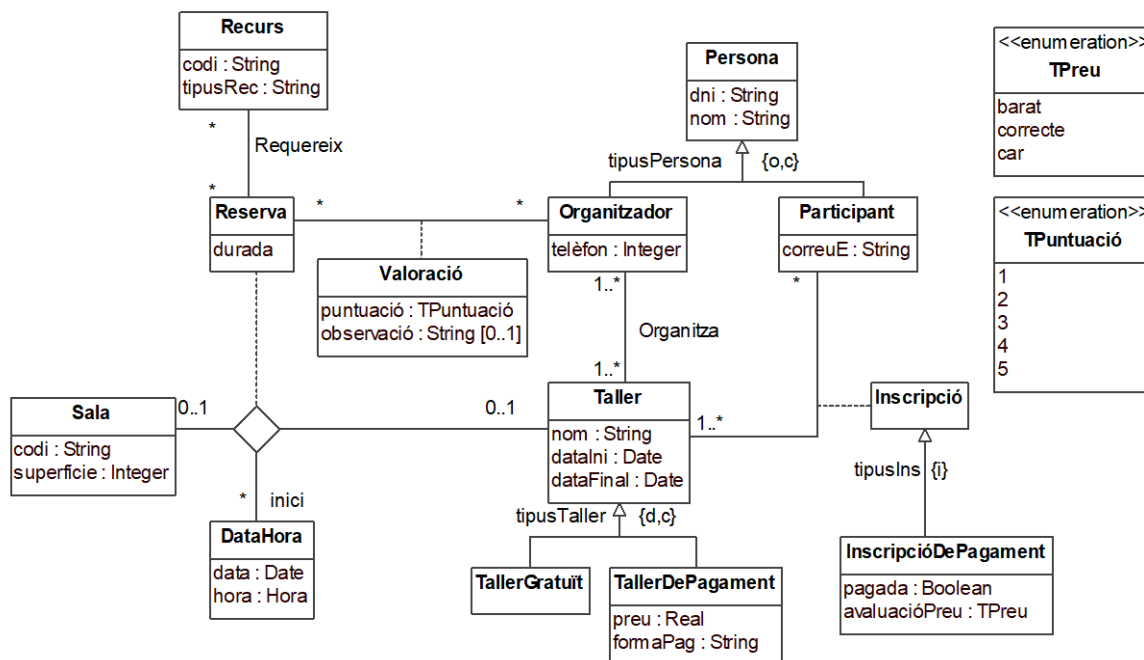 Recurs
codi : String
tipusRec : String
*
Requereix
*
Reserva
durada
*
*
Valoració
puntuació : TPuntuació
observació : String [0..1]
Persona
dni : String
nom : String
tipusPersona
{o,c}
Organitzador
telèfon : Integer
Participant
correuE : String
1..*
Organitza
1..*
*
1..*
<<enumeration>>
TPreu
barat
correcte
car
<<enumeration>>
TPuntuació
1
2
3
4
5
Sala
codi : String
superfície : Integer
0..1
0..1
*
inici
DataHora
data : Date
hora : Hora
Taller
nom : String
dataIni : Date
dataFinal : Date
tipusTaller
{d,c}
TallerGratuït
TallerDePagament
preu : Real
formaPag : String
Inscripció
tipusIns
{i}
InscripcióDePagament
pagada : Boolean
avaluacióPreu : TPreu